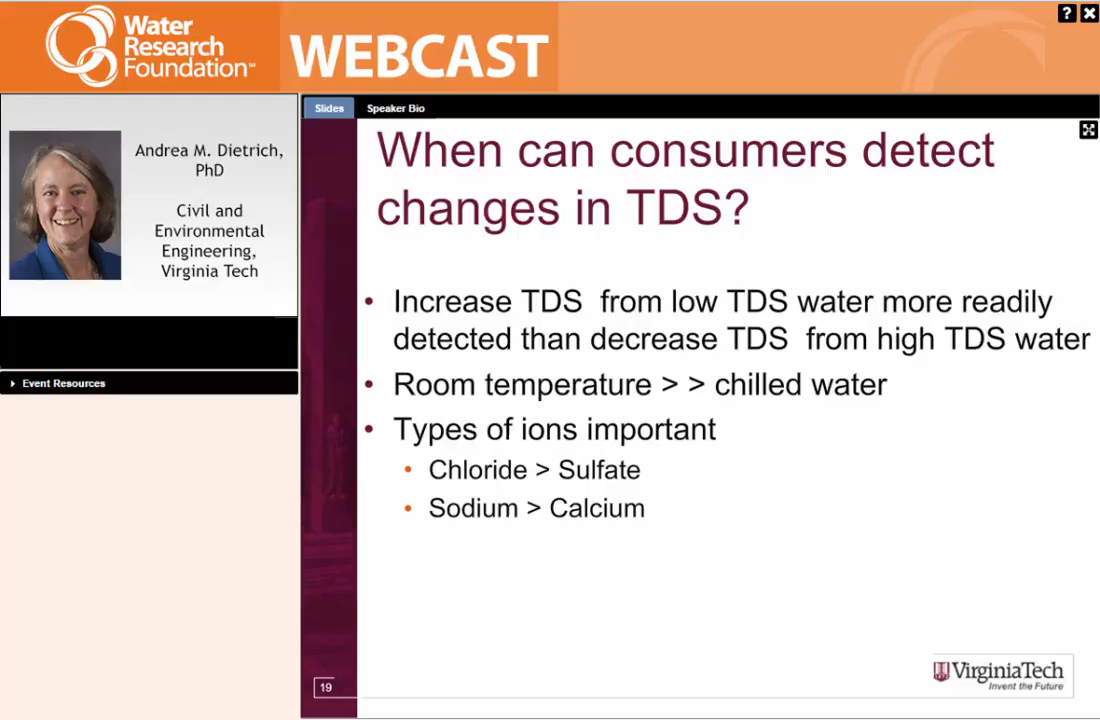 Water
Research
Foundation℠
WEBCAST
? ×
Andrea M. Dietrich,
PhD
Civil and
Environmental
Engineering,
Virginia Tech
Event Resources
Slides
Speaker Bio
When can consumers detect
changes in TDS?
• Increase TDS from low TDS water more readily
detected than decrease TDS from high TDS water
• Room temperature > > chilled water
• Types of ions important
• Chloride > Sulfate
• Sodium > Calcium
19
VirginiaTech
Invent the Future